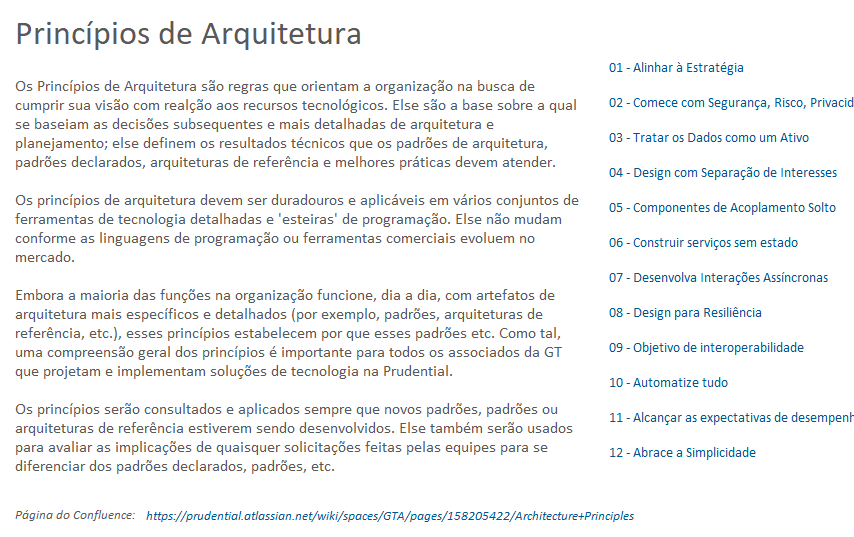 Princípios de Arquitetura
Os Princípios de Arquitetura são regras que orientam a organização na busca de
cumprir sua visão com realção aos recursos tecnológicos. Else são a base sobre a qual
se baseiam as decisões subsequentes e mais detalhadas de arquitetura e
planejamento; else definem os resultados técnicos que os padrões de arquitetura,
padrões declarados, arquiteturas de referência e melhores práticas devem atender.
Os princípios de arquitetura devem ser duradouros e aplicáveis em vários conjuntos de
ferramentas de tecnologia detalhadas e 'esteiras' de programação. Else não mudam
conforme as linguagens de programação ou ferramentas comerciais evoluem no
mercado.
Embora a maioria das funções na organização funcione, dia a dia, com artefatos de
arquitetura mais específicos e detalhados (por exemplo, padrões, arquiteturas de
referência, etc.), esses princípios estabelecem por que esses padrões etc. Como tal,
uma compreensão geral dos princípios é importante para todos os associados da GT
que projetam e implementam soluções de tecnologia na Prudential.
Os princípios serão consultados e aplicados sempre que novos padrões, padrões ou
arquiteturas de referência estiverem sendo desenvolvidos. Else também serão usados
para avaliar as implicações de quaisquer solicitações feitas pelas equipes para se
diferenciar dos padrões declarados, padrões, etc.
Página do Confluence: https://prudential.atlassian.net/wiki/spaces/GTA/pages/158205422/Architecture+Principles
01 - Alinhar à Estratégia
02 - Comece com Segurança, Risco, Privacid
03 - Tratar os Dados como um Ativo
04 - Design com Separação de Interesses
05 - Componentes de Acoplamento Solto
06 - Construir serviços sem estado
07 - Desenvolva Interações Assíncronas
08 - Design para Resiliência
09 - Objetivo de interoperabilidade
10 - Automatize tudo
11 - Alcançar as expectativas de desempenh
12 - Abrace a Simplicidade